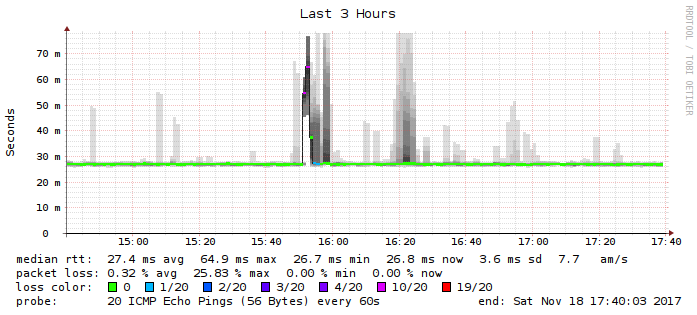 Last 3 Hours
RRDTOOL / TOBI OETIKER
Seconds
70 m
60 m
50 m
40 m
30 m
20 m
10 m
0
15:00 15:20 15:40 16:00 16:20 16:40 17:00 17:20 17:40
median rtt: 27.4 ms avg 64.9 ms max 26.7 ms min 26.8 ms now 3.6 ms sd 7.7 am/s
packet loss: 0.32 % avg 25.83 % max 0.00 % min 0.00 % now
loss color: 0 1/20 2/20 3/20 4/20 10/20 19/20
probe: 20 ICMP Echo Pings (56 Bytes) every 60s end: Sat Nov 18 17:40:03 2017